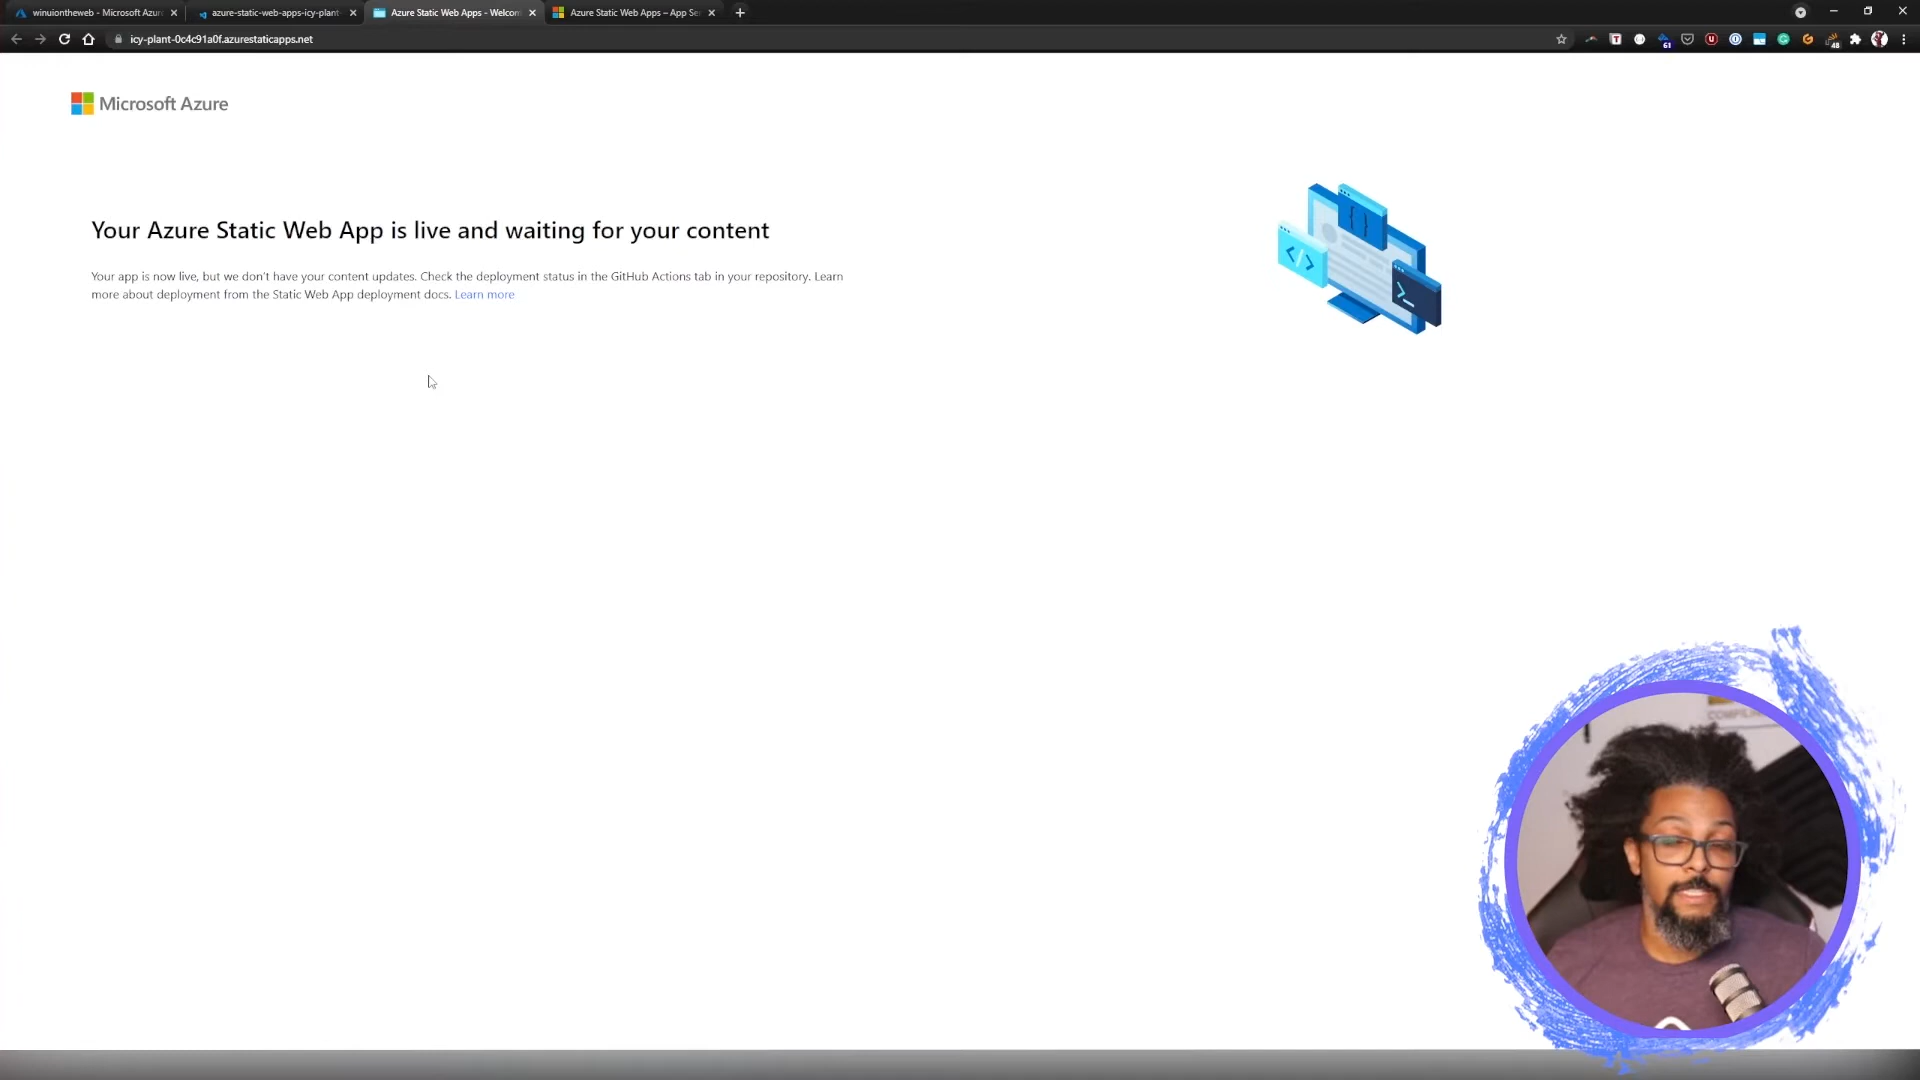 winuiontheweb - Microsoft Azur
azure-static-web-apps-icy-plant
Azure Static Web Apps - Welcom
Azure Static Web Apps – App Se
icy-plant-0c4c91a0f.azurestaticapps.net
61
48
Microsoft Azure
Your Azure Static Web App is live and waiting for your content
Your app is now live, but we don't have your content updates. Check the deployment status in the GitHub Actions tab in your repository. Learn
more about deployment from the Static Web App deployment docs. Learn more